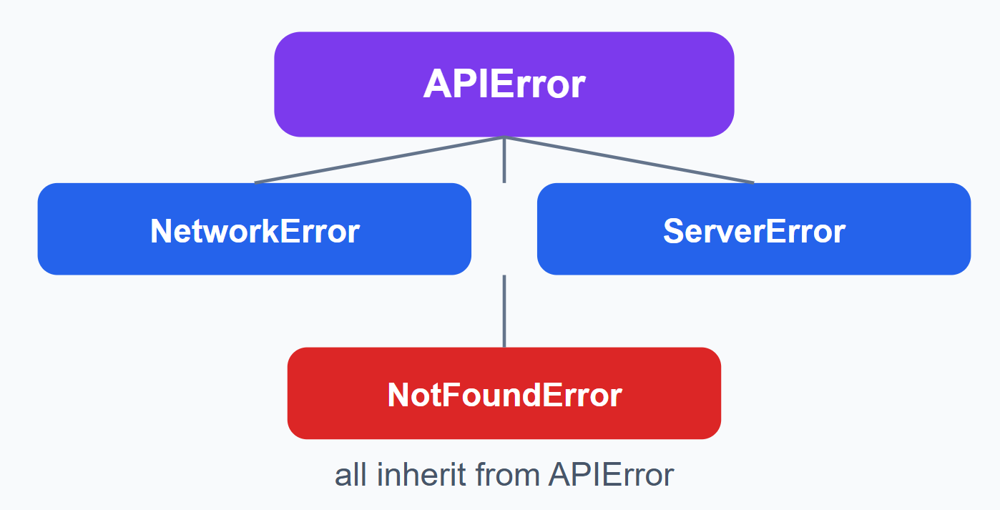 APIError
NetworkError
ServerError
NotFoundError
all inherit from APIError